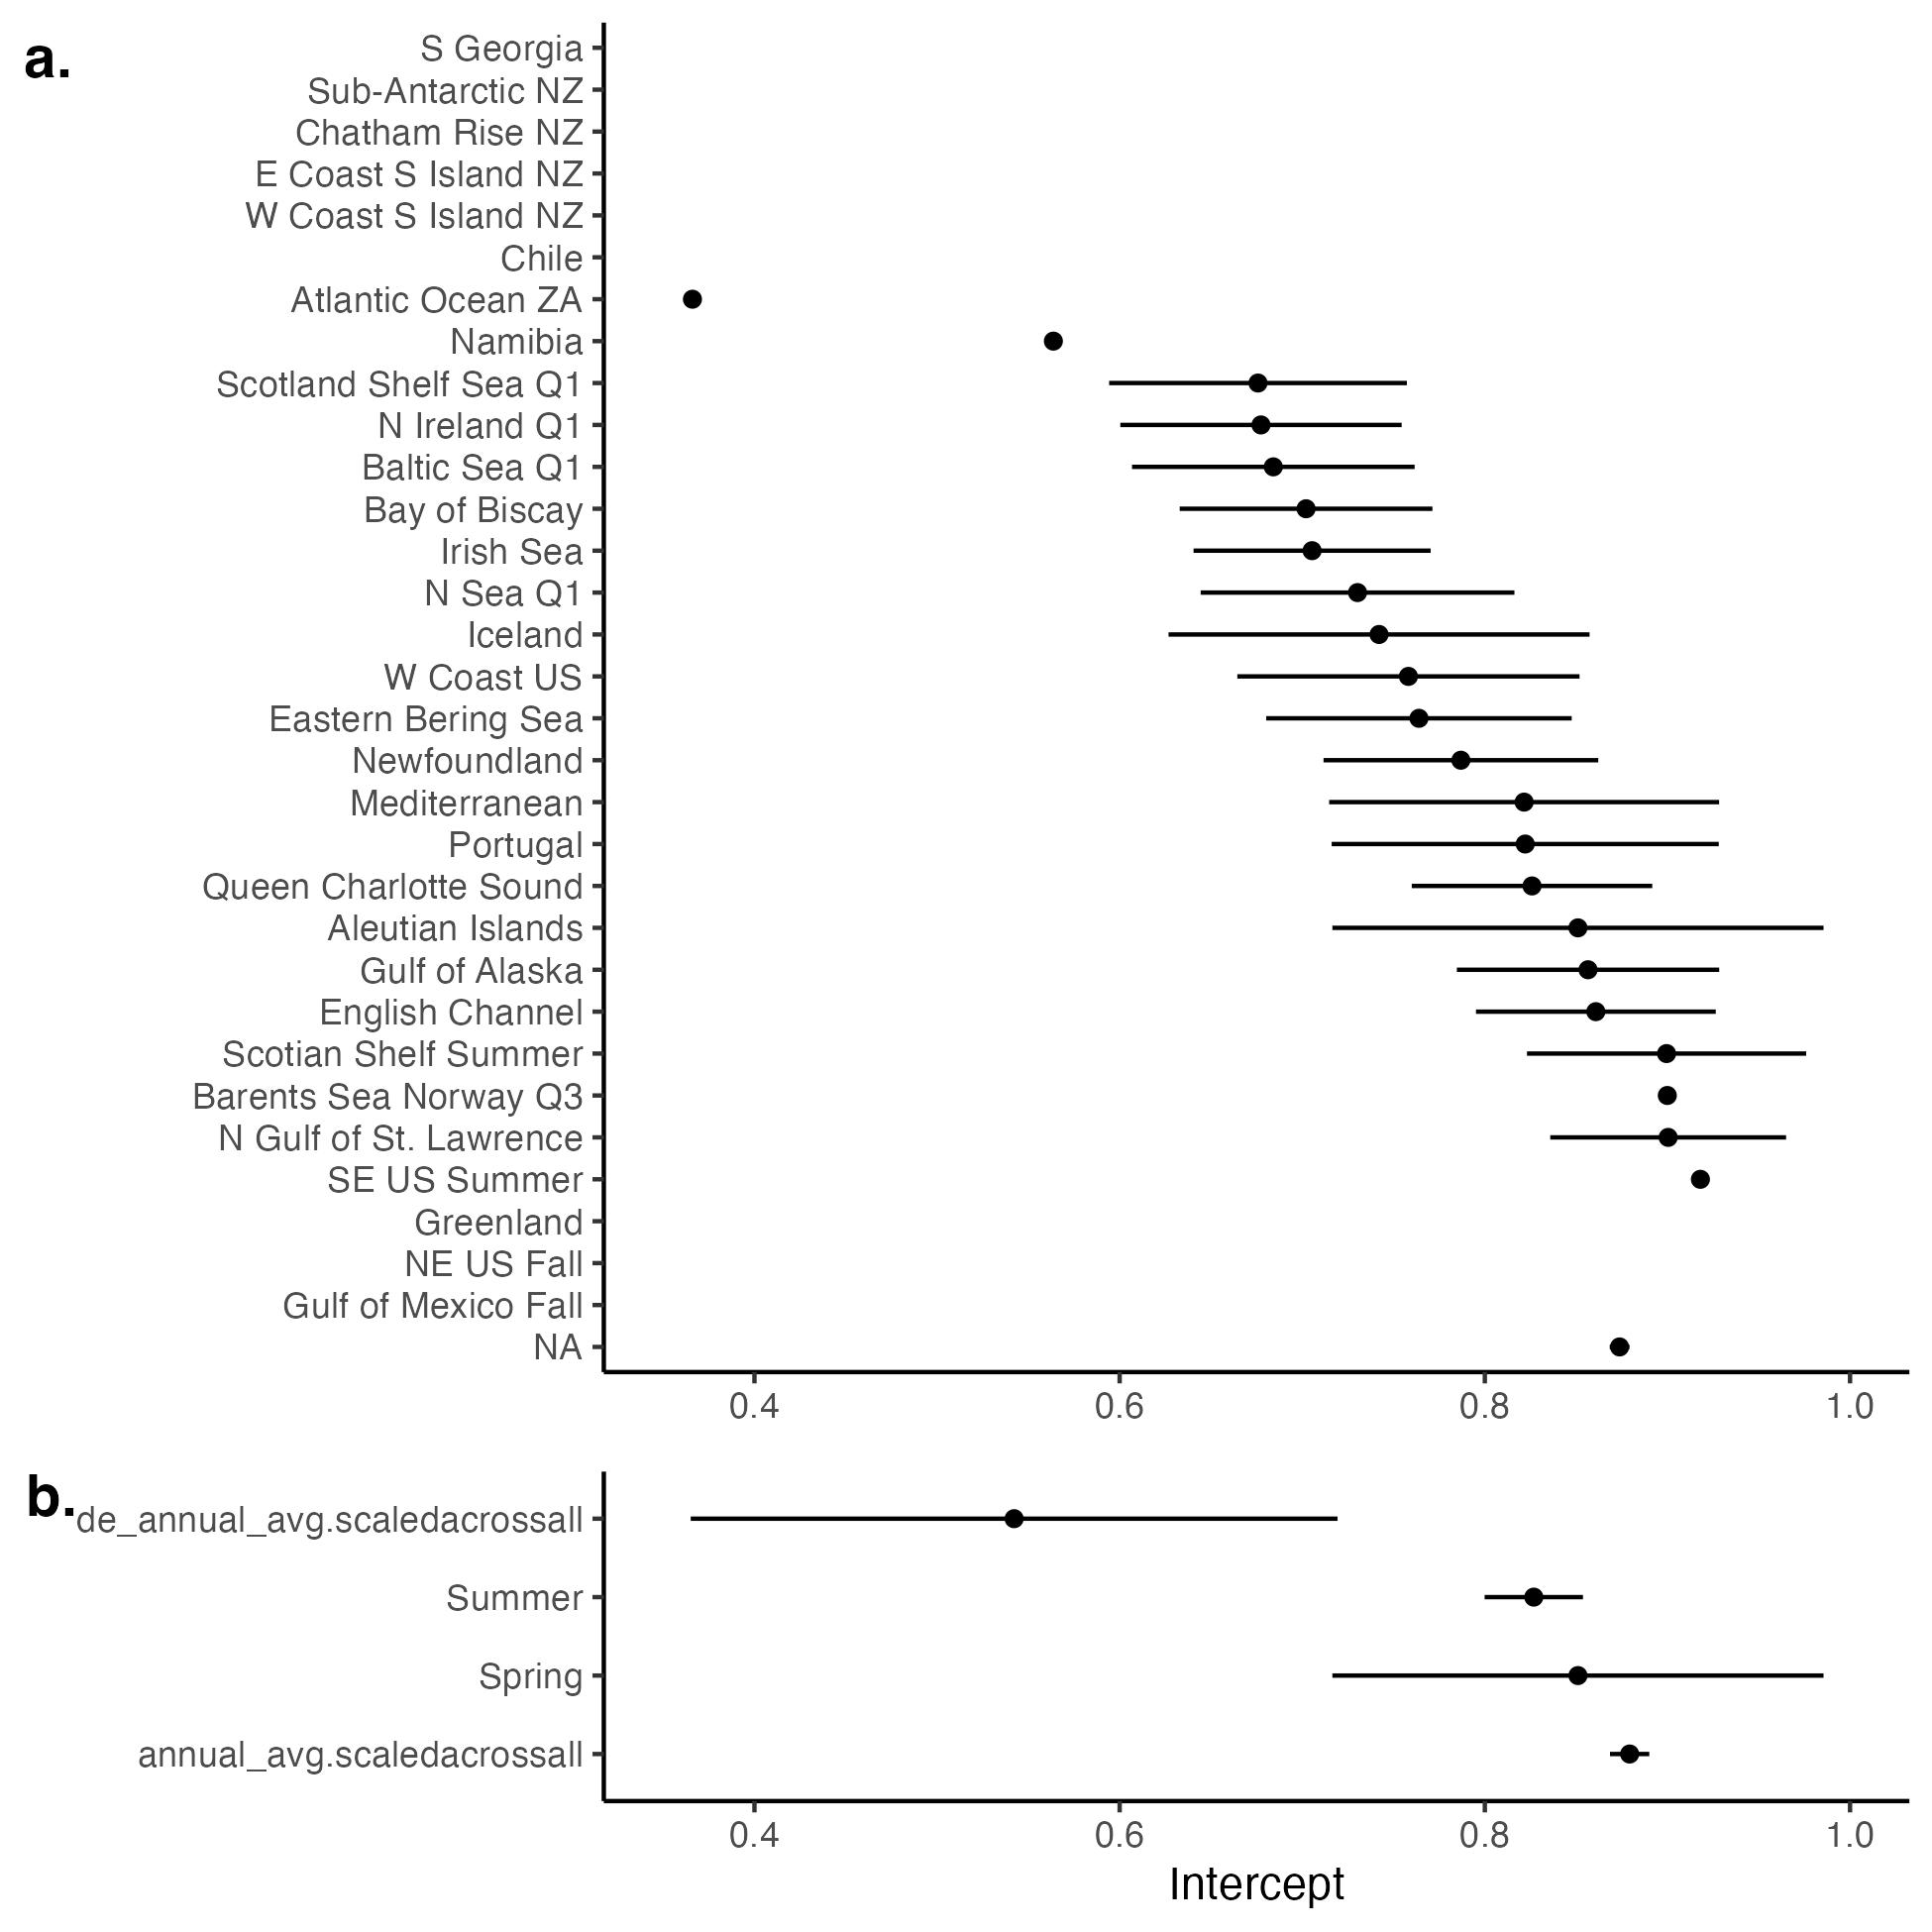 a.
S Georgia
Sub-Antarctic NZ
Chatham Rise NZ
E Coast S Island NZ
W Coast S Island NZ
Chile
Atlantic Ocean ZA
Namibia
Scotland Shelf Sea Q1
N Ireland Q1
Baltic Sea Q1
Bay of Biscay
Irish Sea
N Sea Q1
Iceland
W Coast US
Eastern Bering Sea
Newfoundland
Mediterranean
Portugal
Queen Charlotte Sound
Aleutian Islands
Gulf of Alaska
English Channel
Scotian Shelf Summer
Barents Sea Norway Q3
N Gulf of St. Lawrence
SE US Summer
Greenland
NE US Fall
Gulf of Mexico Fall
NA
0.4 0.6 0.8 1.0
b.
de_annual_avg.scaledacrossall
Summer
Spring
annual_avg.scaledacrossall
0.4 0.6 0.8 1.0
Intercept